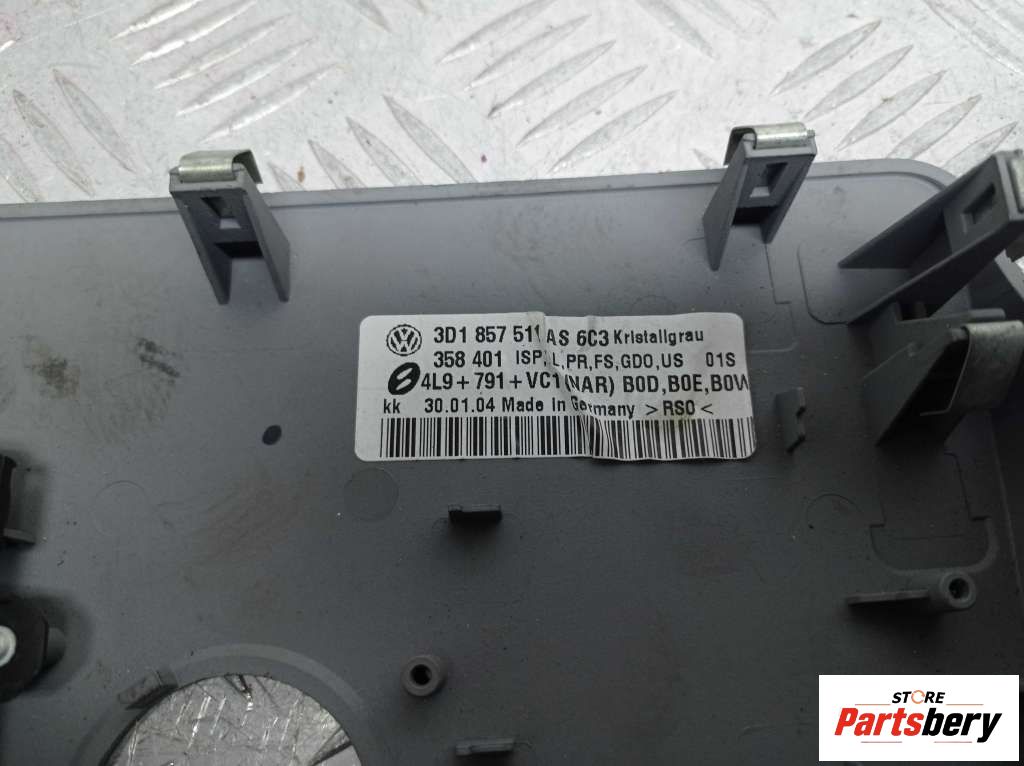 3D1 857 511 AS 6C3 Kristallgrau
358 401 ISP, L,PR,FS,GDO,US 01S
4L9+791+VC1(NAR) B0D,B0E,B0W
kk 30.01.04 Made in Germany >RSO<
STORE
Partsbery